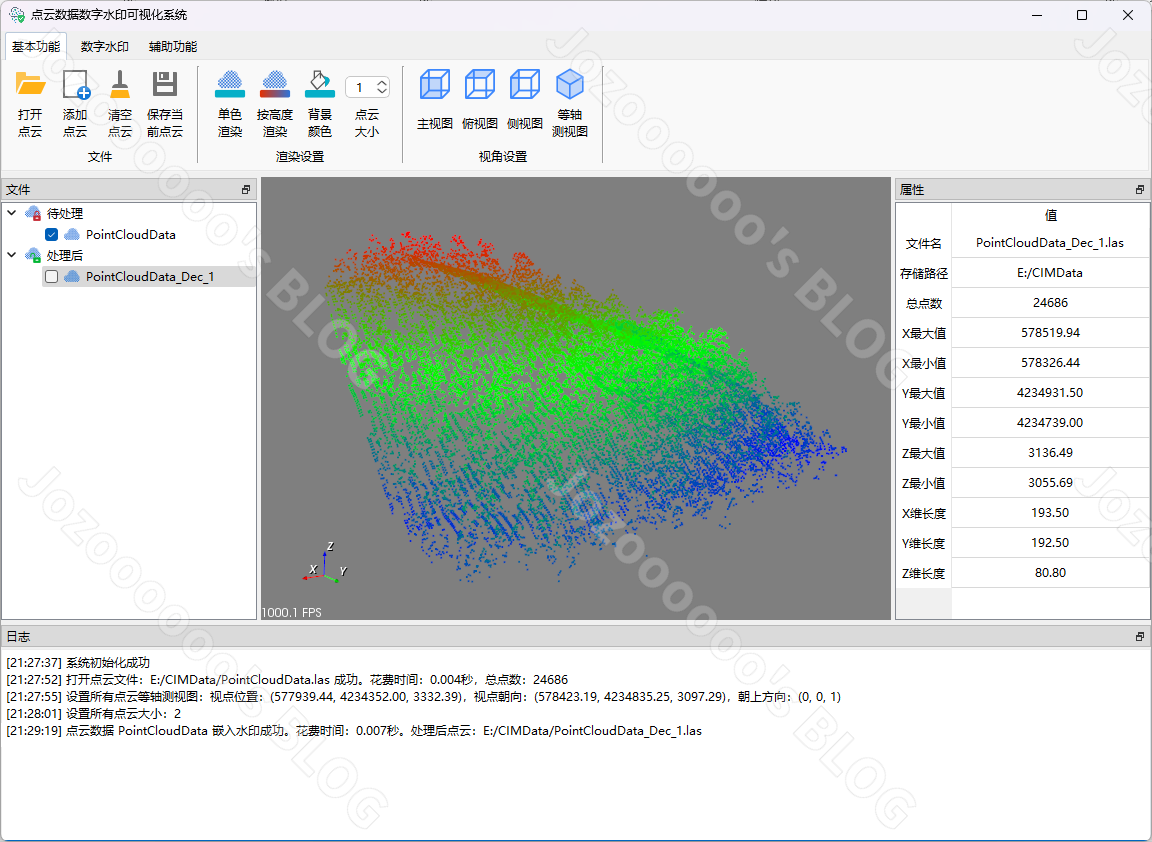 点云数据数字水印可视化系统
基本功能 数字水印 辅助功能
打开点云
添加点云
清空点云
保存当前点云
文件
单色渲染
按高度渲染
背景颜色
1
点云大小
渲染设置
主视图
俯视图
侧视图
等轴测视图
视角设置
文件
待处理
PointCloudData
处理后
PointCloudData_Dec_1
Z
X
Y
1000.1 FPS
属性
值
文件名 PointCloudData_Dec_1.las
存储路径 E:/CIMData
总点数 24686
X最大值 578519.94
X最小值 578326.44
Y最大值 4234931.50
Y最小值 4234739.00
Z最大值 3136.49
Z最小值 3055.69
X维长度 193.50
Y维长度 192.50
Z维长度 80.80
日志
[21:27:37] 系统初始化成功
[21:27:52] 打开点云文件：E:/CIMData/PointCloudData.las 成功。花费时间：0.004秒，总点数：24686
[21:27:55] 设置所有点云等轴测视图：视点位置：(577939.44, 4234352.00, 3332.39)，视点朝向：(578423.19, 4234835.25, 3097.29)，朝上方向：(0, 0, 1)
[21:28:01] 设置所有点云大小：2
[21:29:19] 点云数据 PointCloudData 嵌入水印成功。花费时间：0.007秒。处理后点云：E:/CIMData/PointCloudData_Dec_1.las